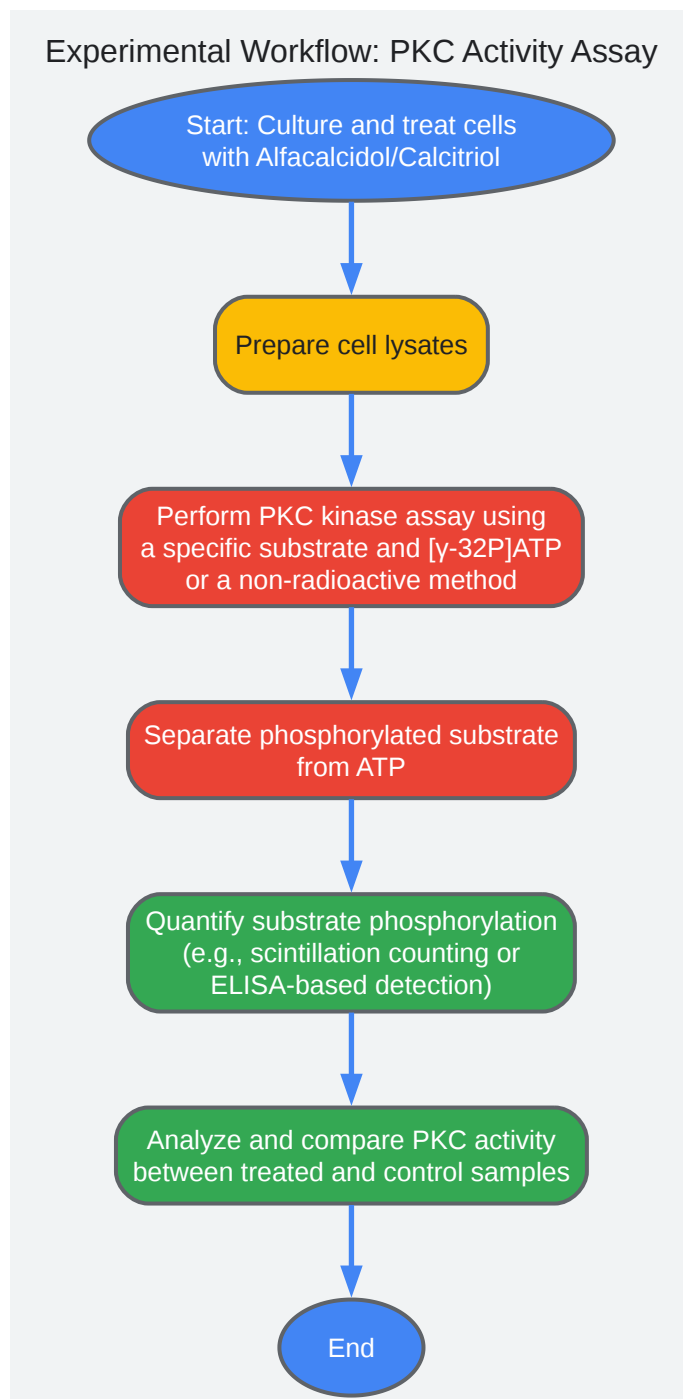 Experimental Workflow: PKC Activity Assay
Start: Culture and treat cells
with Alfacalcidol/Calcitriol
Prepare cell lysates
Perform PKC kinase assay using
a specific substrate and [γ-32P]ATP
or a non-radioactive method
Separate phosphorylated substrate
from ATP
Quantify substrate phosphorylation
(e.g., scintillation counting or
ELISA-based detection)
Analyze and compare PKC activity
between treated and control samples
End